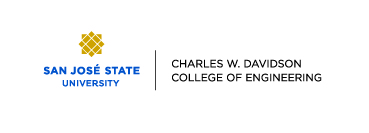 SAN JOSÉ STATE
UNIVERSITY
CHARLES W. DAVIDSON
COLLEGE OF ENGINEERING